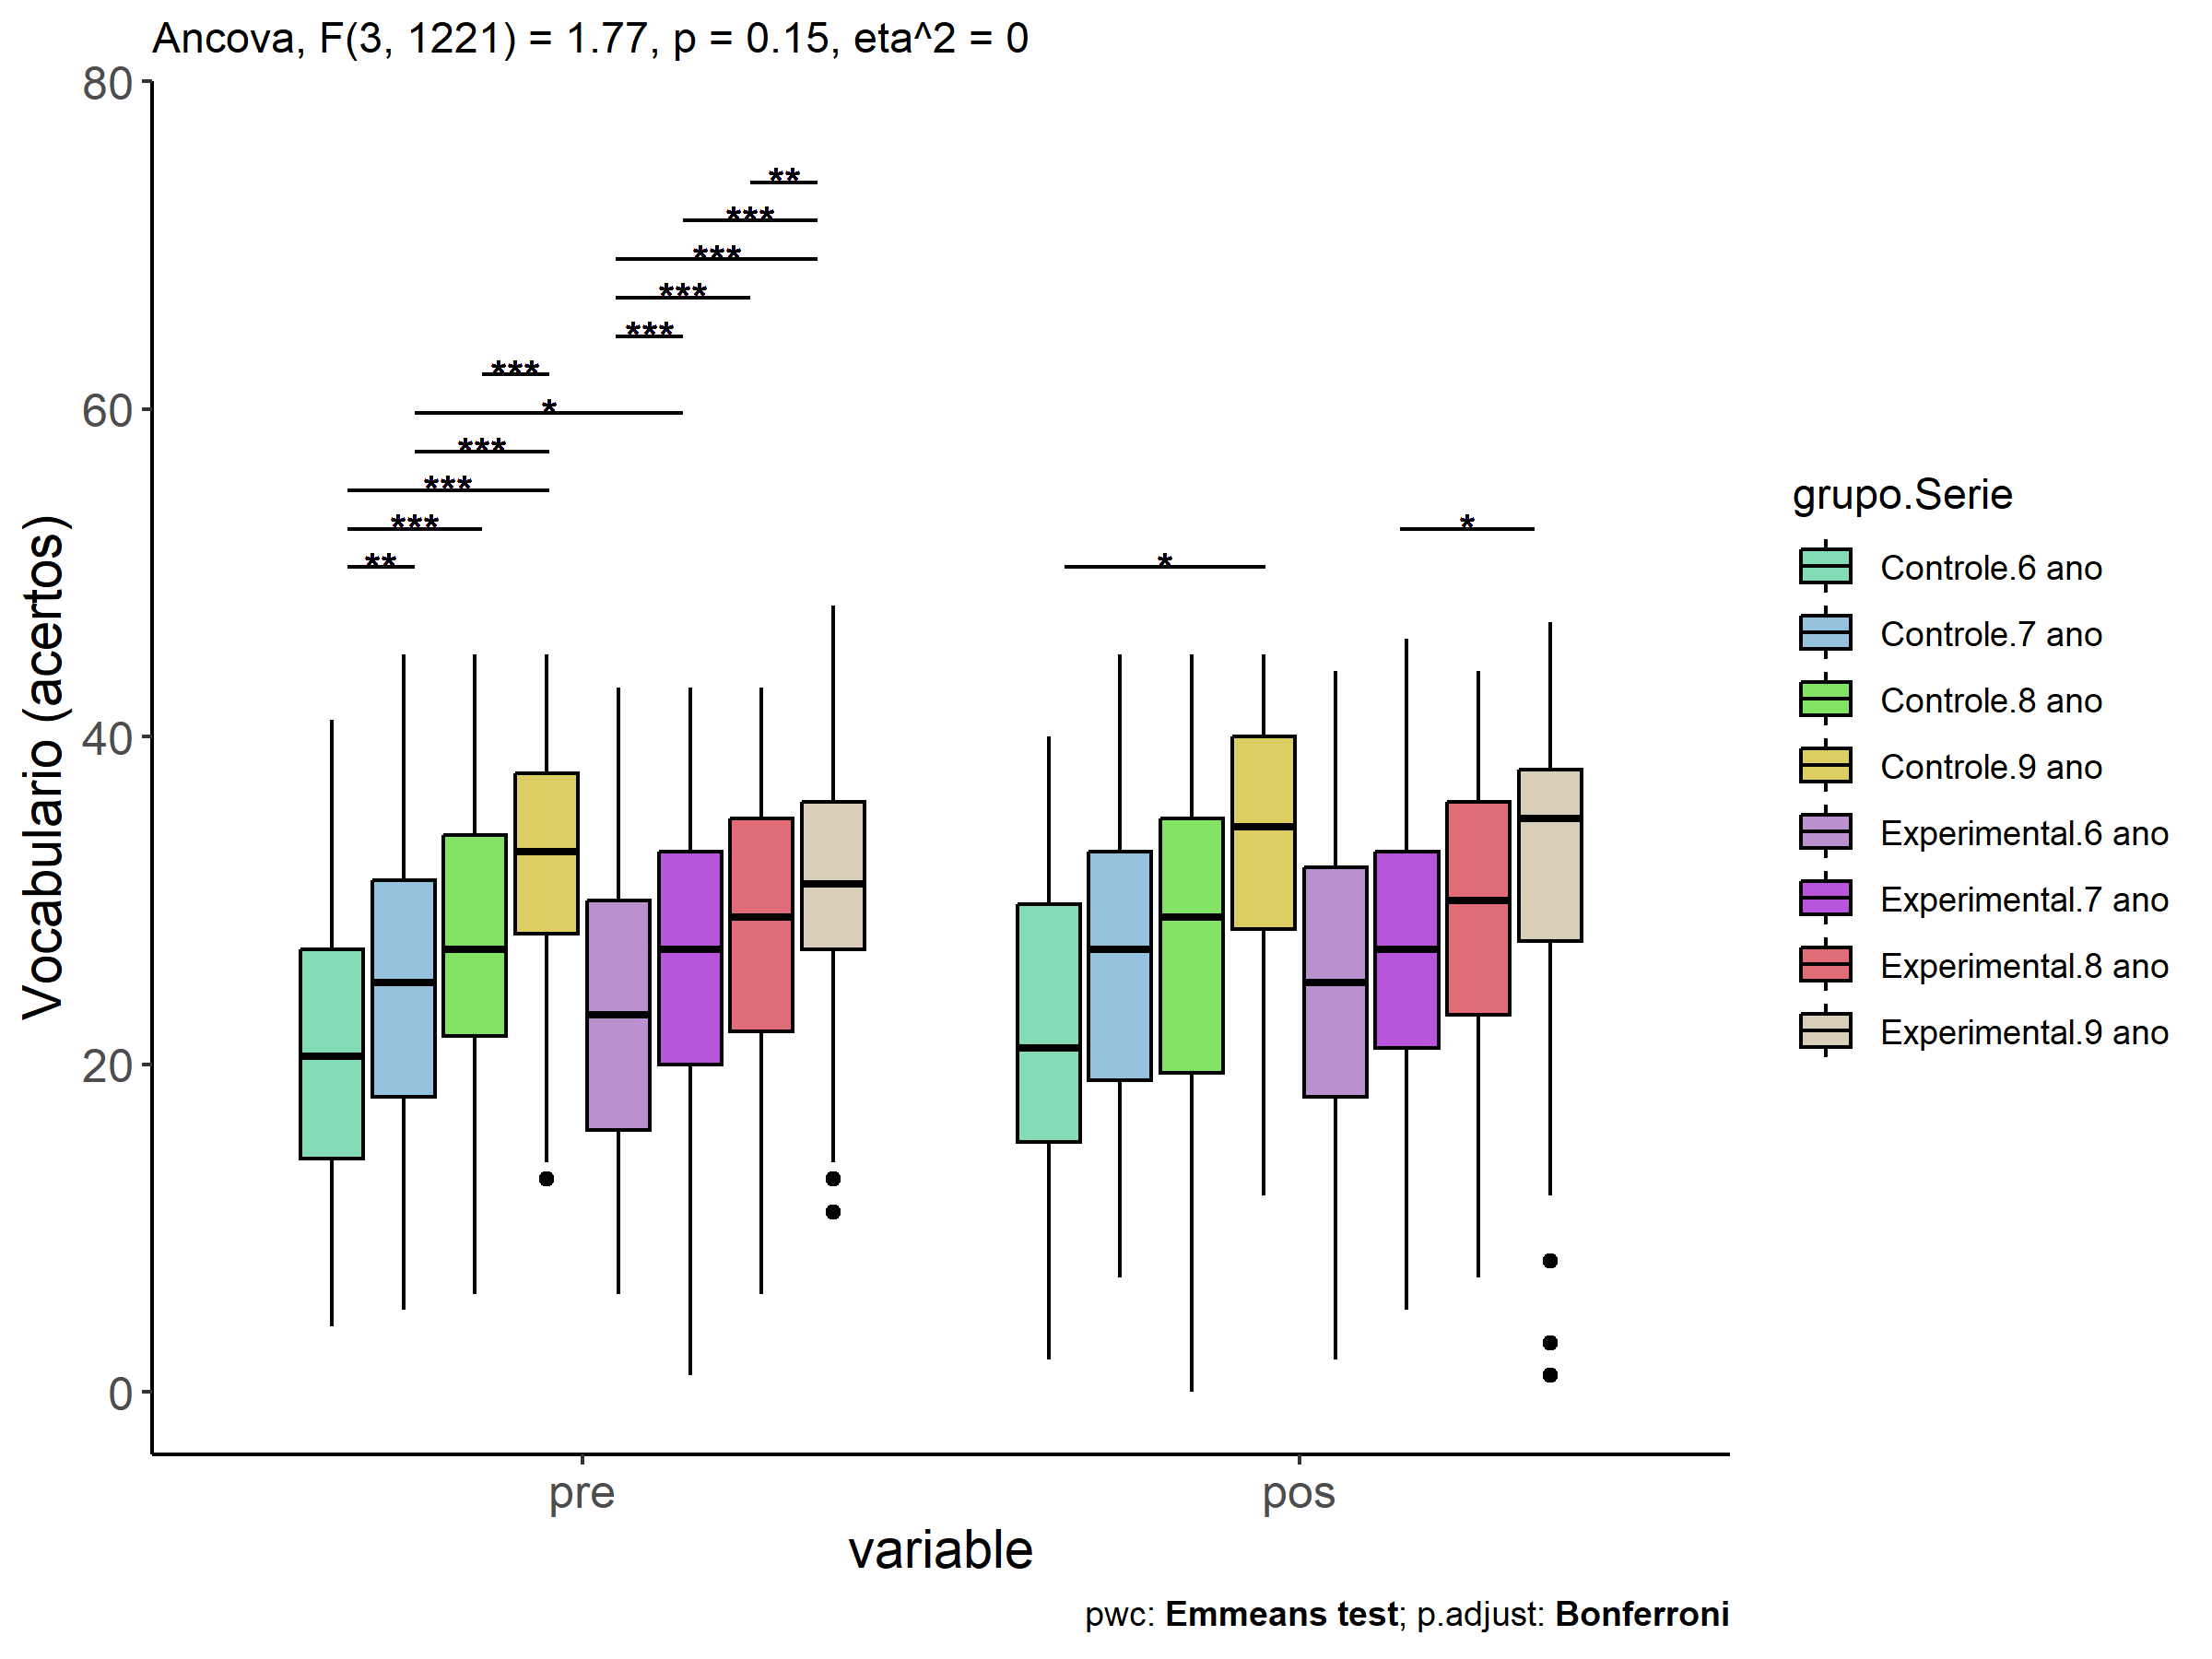 Ancova, F(3, 1221) = 1.77, p = 0.15, eta^2 = 0
80
60
40
20
0
Vocabulario (acertos)
**
***
***
***
***
***
*
***
***
***
**
*
*
pre
pos
variable
grupo.Serie
Controle.6 ano
Controle.7 ano
Controle.8 ano
Controle.9 ano
Experimental.6 ano
Experimental.7 ano
Experimental.8 ano
Experimental.9 ano
pwc: Emmeans test; p.adjust: Bonferroni